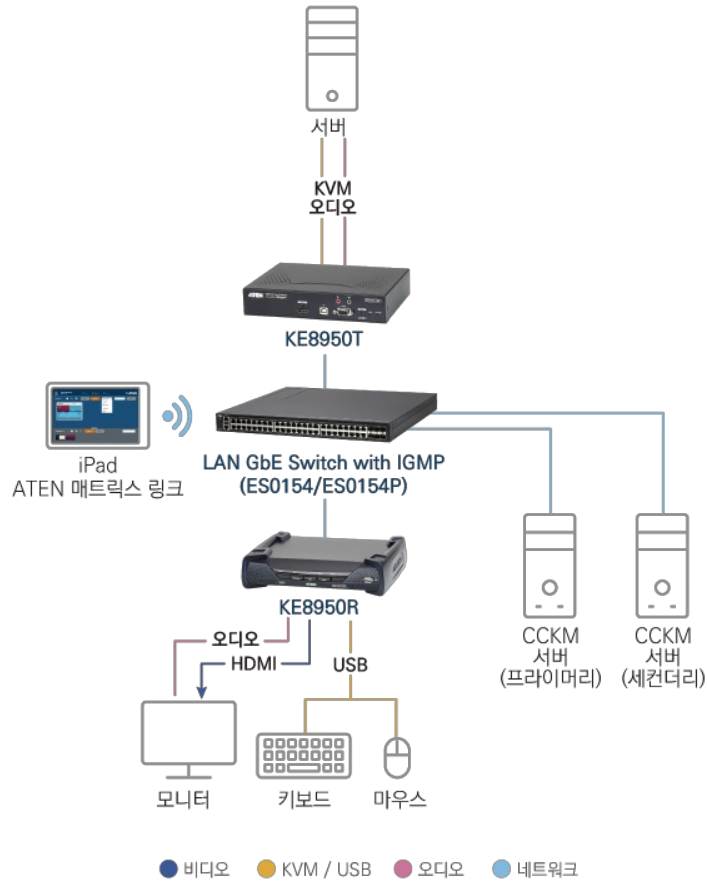 서버
KVM
오디오
ATEN
KE8950T
LAN GbE Switch with IGMP
(ES0154/ES0154P)
iPad
ATEN 매트릭스 링크
KE8950R
오디오
HDMI
USB
CCKM
서버
(프라이머리)
CCKM
서버
(세컨더리)
모니터
키보드
마우스
비디오
KVM / USB
오디오
네트워크